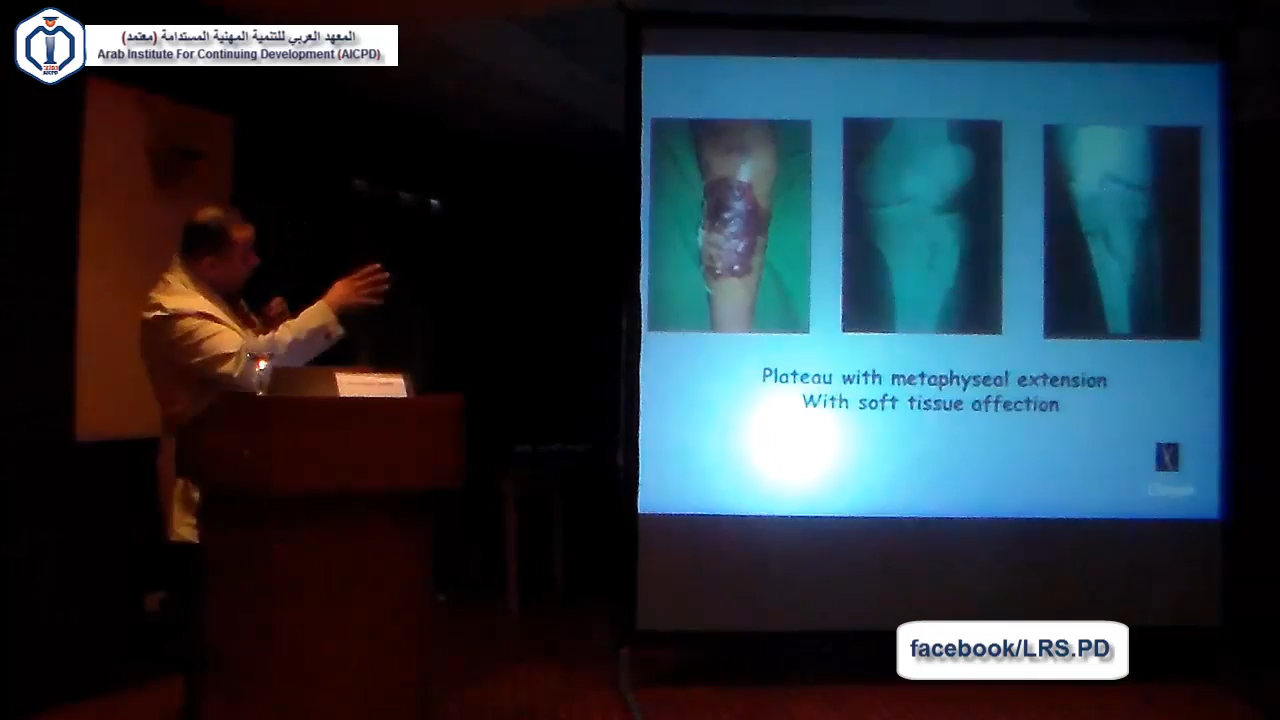 المعهد العربي للتنمية المهنية المستدامة (معتمد)
Arab Institute For Continuing Development (AICPD)
AICPD
Plateau with metaphyseal extension
With soft tissue affection
facebook/LRS.PD